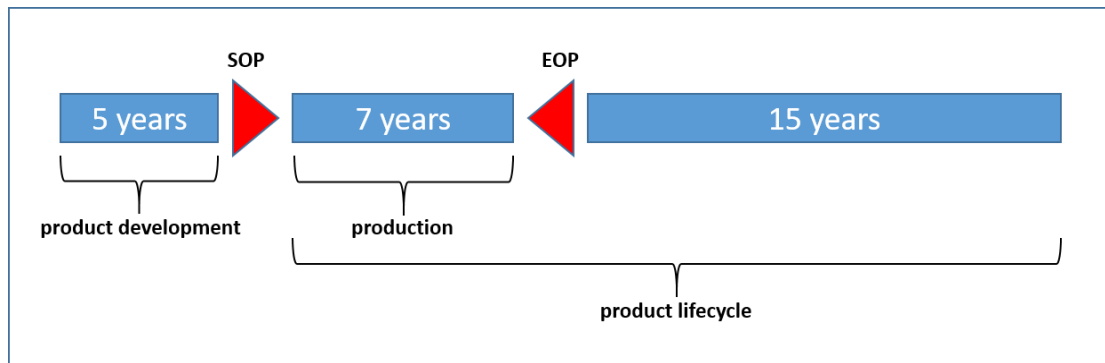 SOP
EOP
5 years
7 years
15 years
product development
production
product lifecycle